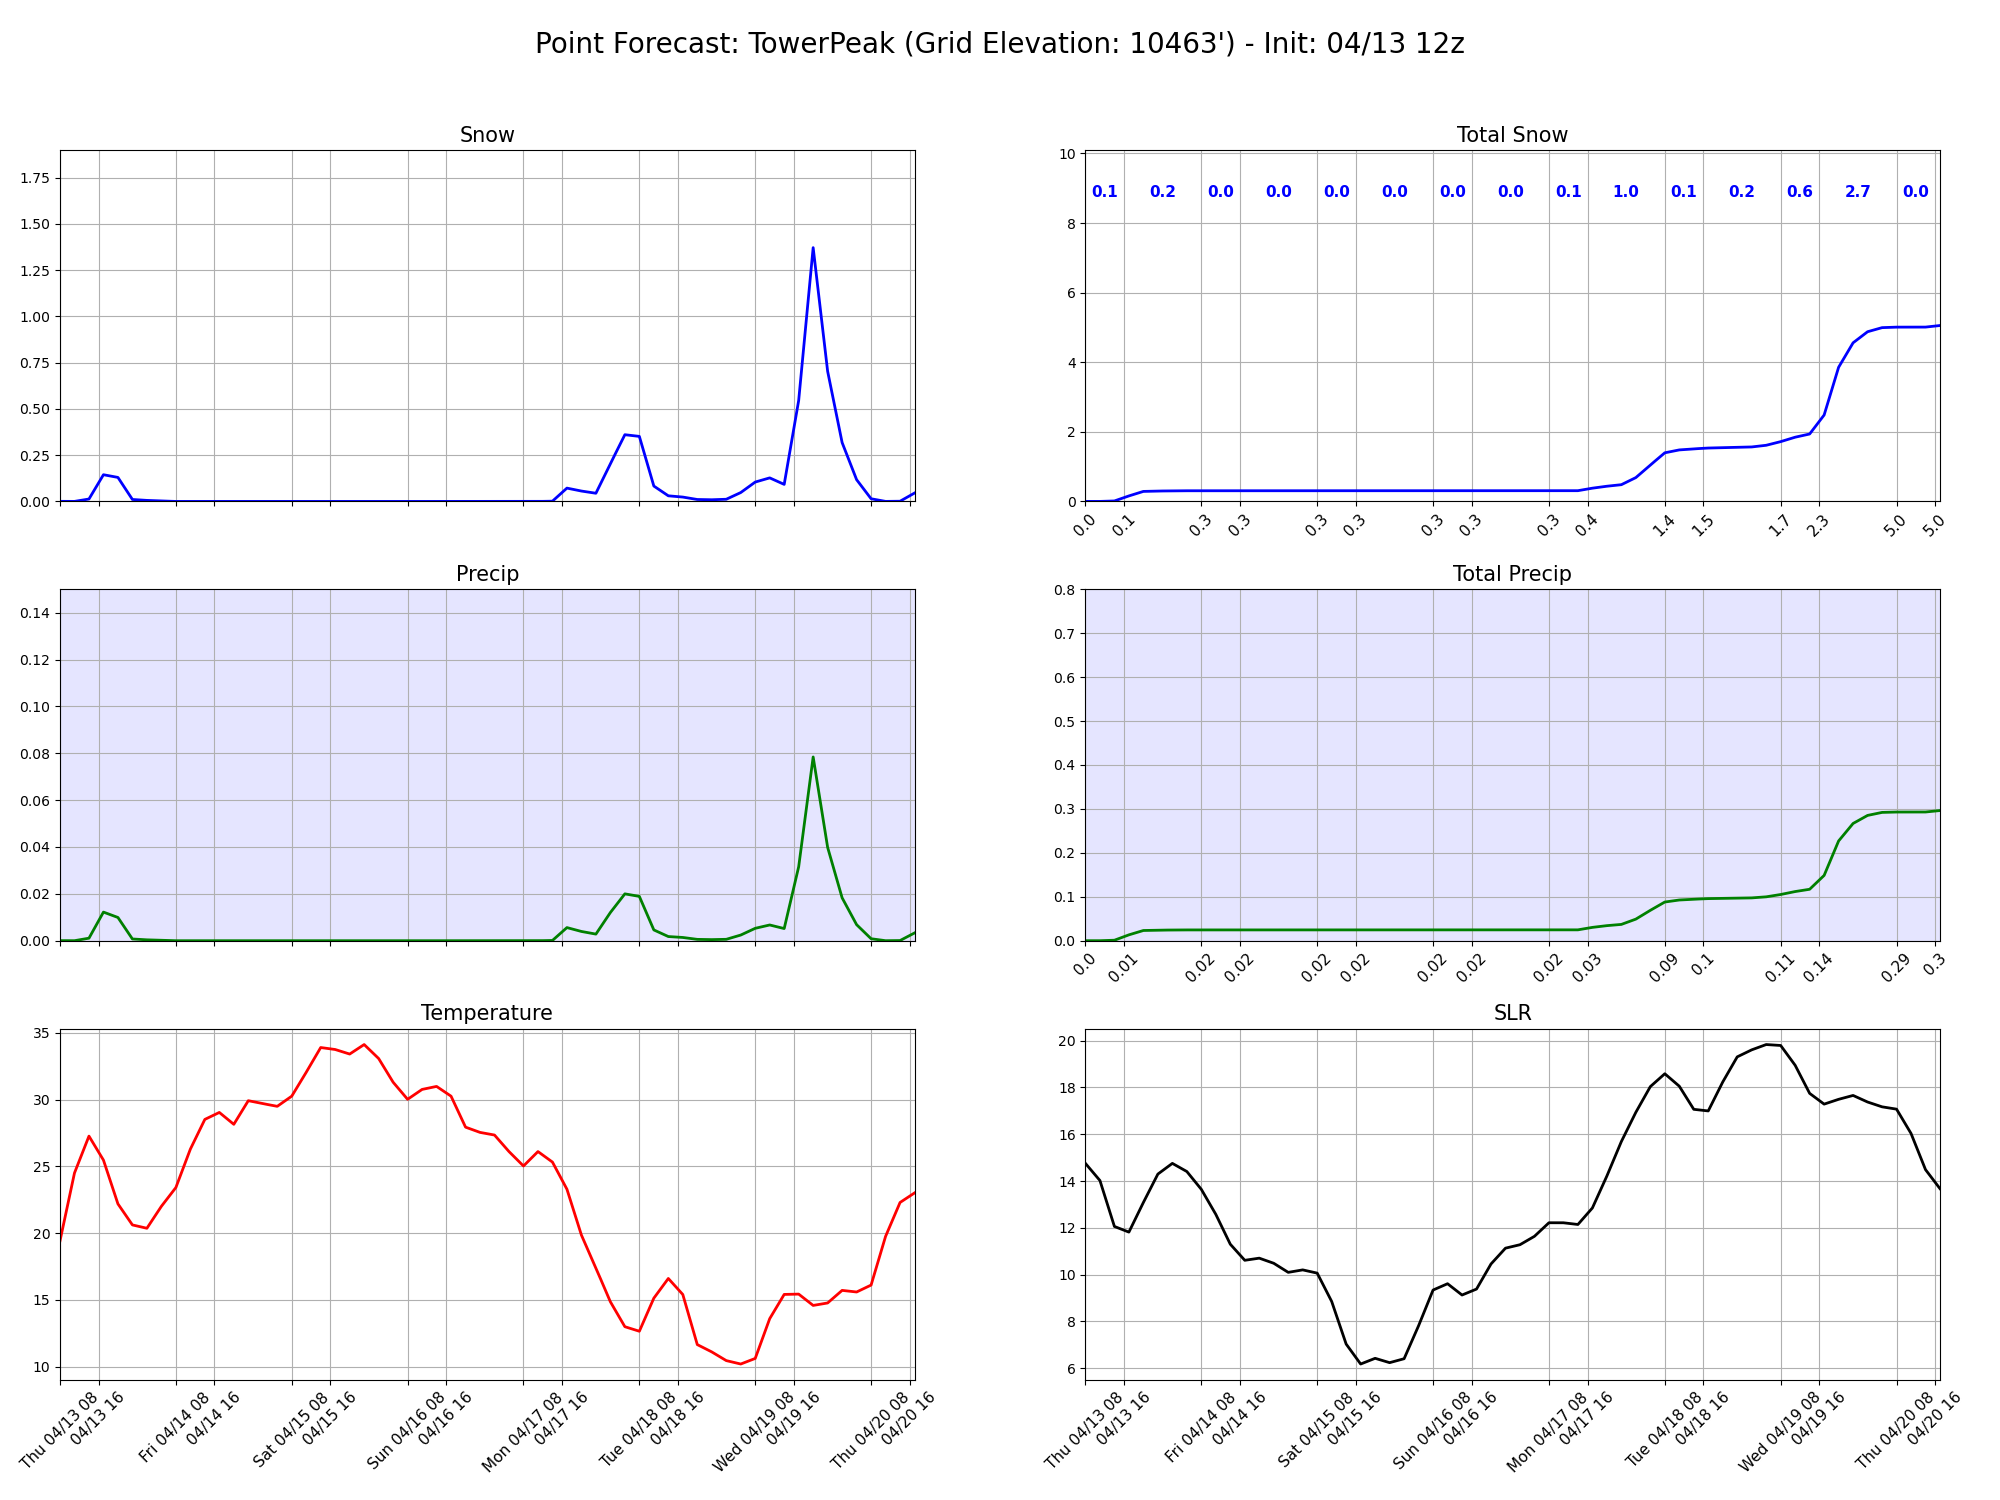 Point Forecast: TowerPeak (Grid Elevation: 10463') - Init: 04/13 12z
Snow
1.75
1.50
1.25
1.00
0.75
0.50
0.25
0.00
Total Snow
10
8
6
4
2
0
0.1 0.2 0.0 0.0 0.0 0.0 0.0 0.0 0.1 1.0 0.1 0.2 0.6 2.7 0.0
0.0 0.1 0.3 0.3 0.3 0.3 0.3 0.3 0.3 0.4 1.4 1.5 1.7 2.3 5.0 5.0
Precip
0.14
0.12
0.10
0.08
0.06
0.04
0.02
0.00
Total Precip
0.8
0.7
0.6
0.5
0.4
0.3
0.2
0.1
0.0
0.0 0.01 0.02 0.02 0.02 0.02 0.02 0.02 0.02 0.03 0.09 0.1 0.11 0.14 0.29 0.3
Temperature
35
30
25
20
15
10
Thu 04/13 08
04/13 16
Fri 04/14 08
04/14 16
Sat 04/15 08
04/15 16
Sun 04/16 08
04/16 16
Mon 04/17 08
04/17 16
Tue 04/18 08
04/18 16
Wed 04/19 08
04/19 16
Thu 04/20 08
04/20 16
SLR
20
18
16
14
12
10
8
6
Thu 04/13 08
04/13 16
Fri 04/14 08
04/14 16
Sat 04/15 08
04/15 16
Sun 04/16 08
04/16 16
Mon 04/17 08
04/17 16
Tue 04/18 08
04/18 16
Wed 04/19 08
04/19 16
Thu 04/20 08
04/20 16